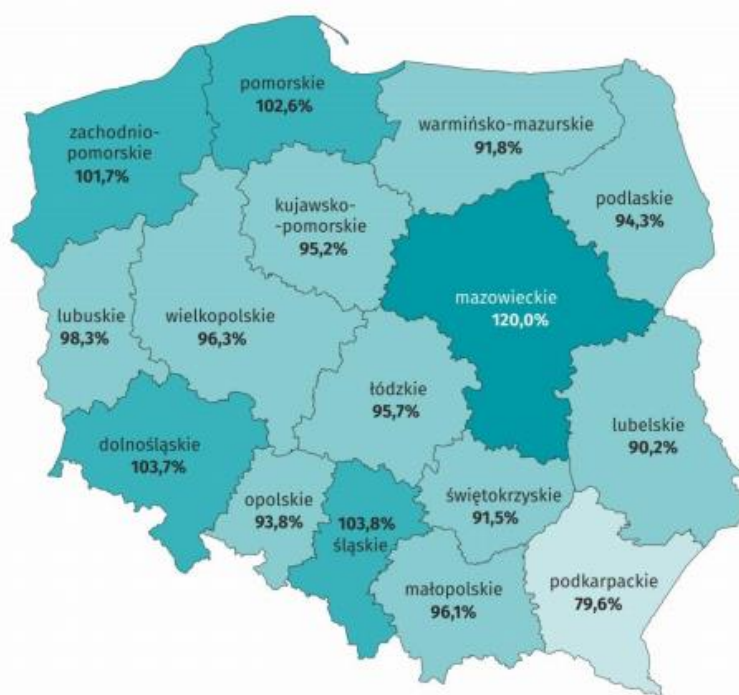 pomorskie
102,6%
zachodnio-
pomorskie
101,7%
warmińsko-mazurskie
91,8%
podlaskie
94,3%
kujawsko-
-pomorskie
95,2%
mazowieckie
120,0%
lubuskie
98,3%
wielkopolskie
96,3%
łódzkie
95,7%
lubelskie
90,2%
dolnośląskie
103,7%
opolskie
93,8%
103,8%
śląskie
świętokrzyskie
91,5%
małopolskie
96,1%
podkarpackie
79,6%